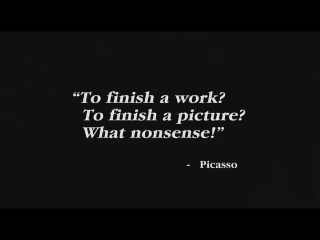 “To finish a work?
To finish a picture?
What nonsense!”
- Picasso